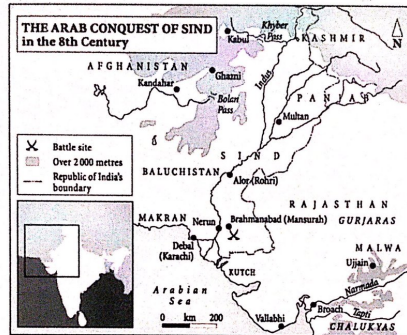 THE ARAB CONQUEST OF SIND
in the 8th Century
Khyber
Pass
Kabul
KASHMIR
N
AFGHANISTAN
Ghazni
Kandahar
Indus
Bolan
Pass
PANJAB
Multan
Battle site
Over 2000 metres
Republic of India's
boundary
SIND
BALUCHISTAN
Alor (Rohri)
RAJASTHAN
MAKRAN
Nerun
Brahmanabad (Mansurah)
GURJARAS
Debal
(Karachi)
MALWA
Ujjain
KUTCH
Narmada
Arabian
Sea
Broach
Tapti
km
0 200
Vallabhi
CHALUKYAS